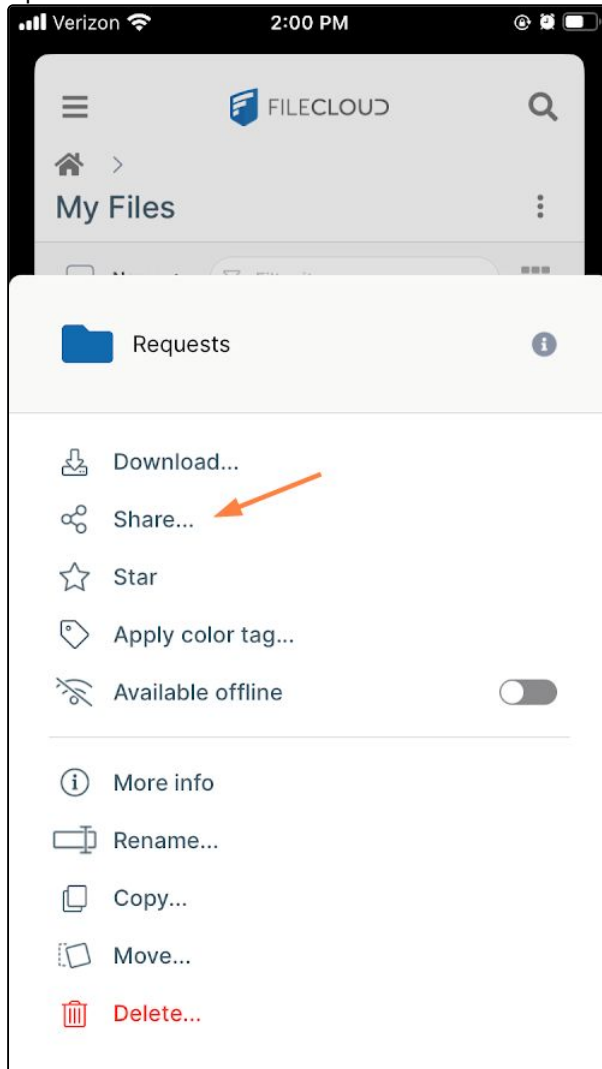 Verizon 2:00 PM
FILECLOUD
>
My Files
Requests
Download...
Share...
Star
Apply color tag...
Available offline
More info
Rename...
Copy...
Move...
Delete...